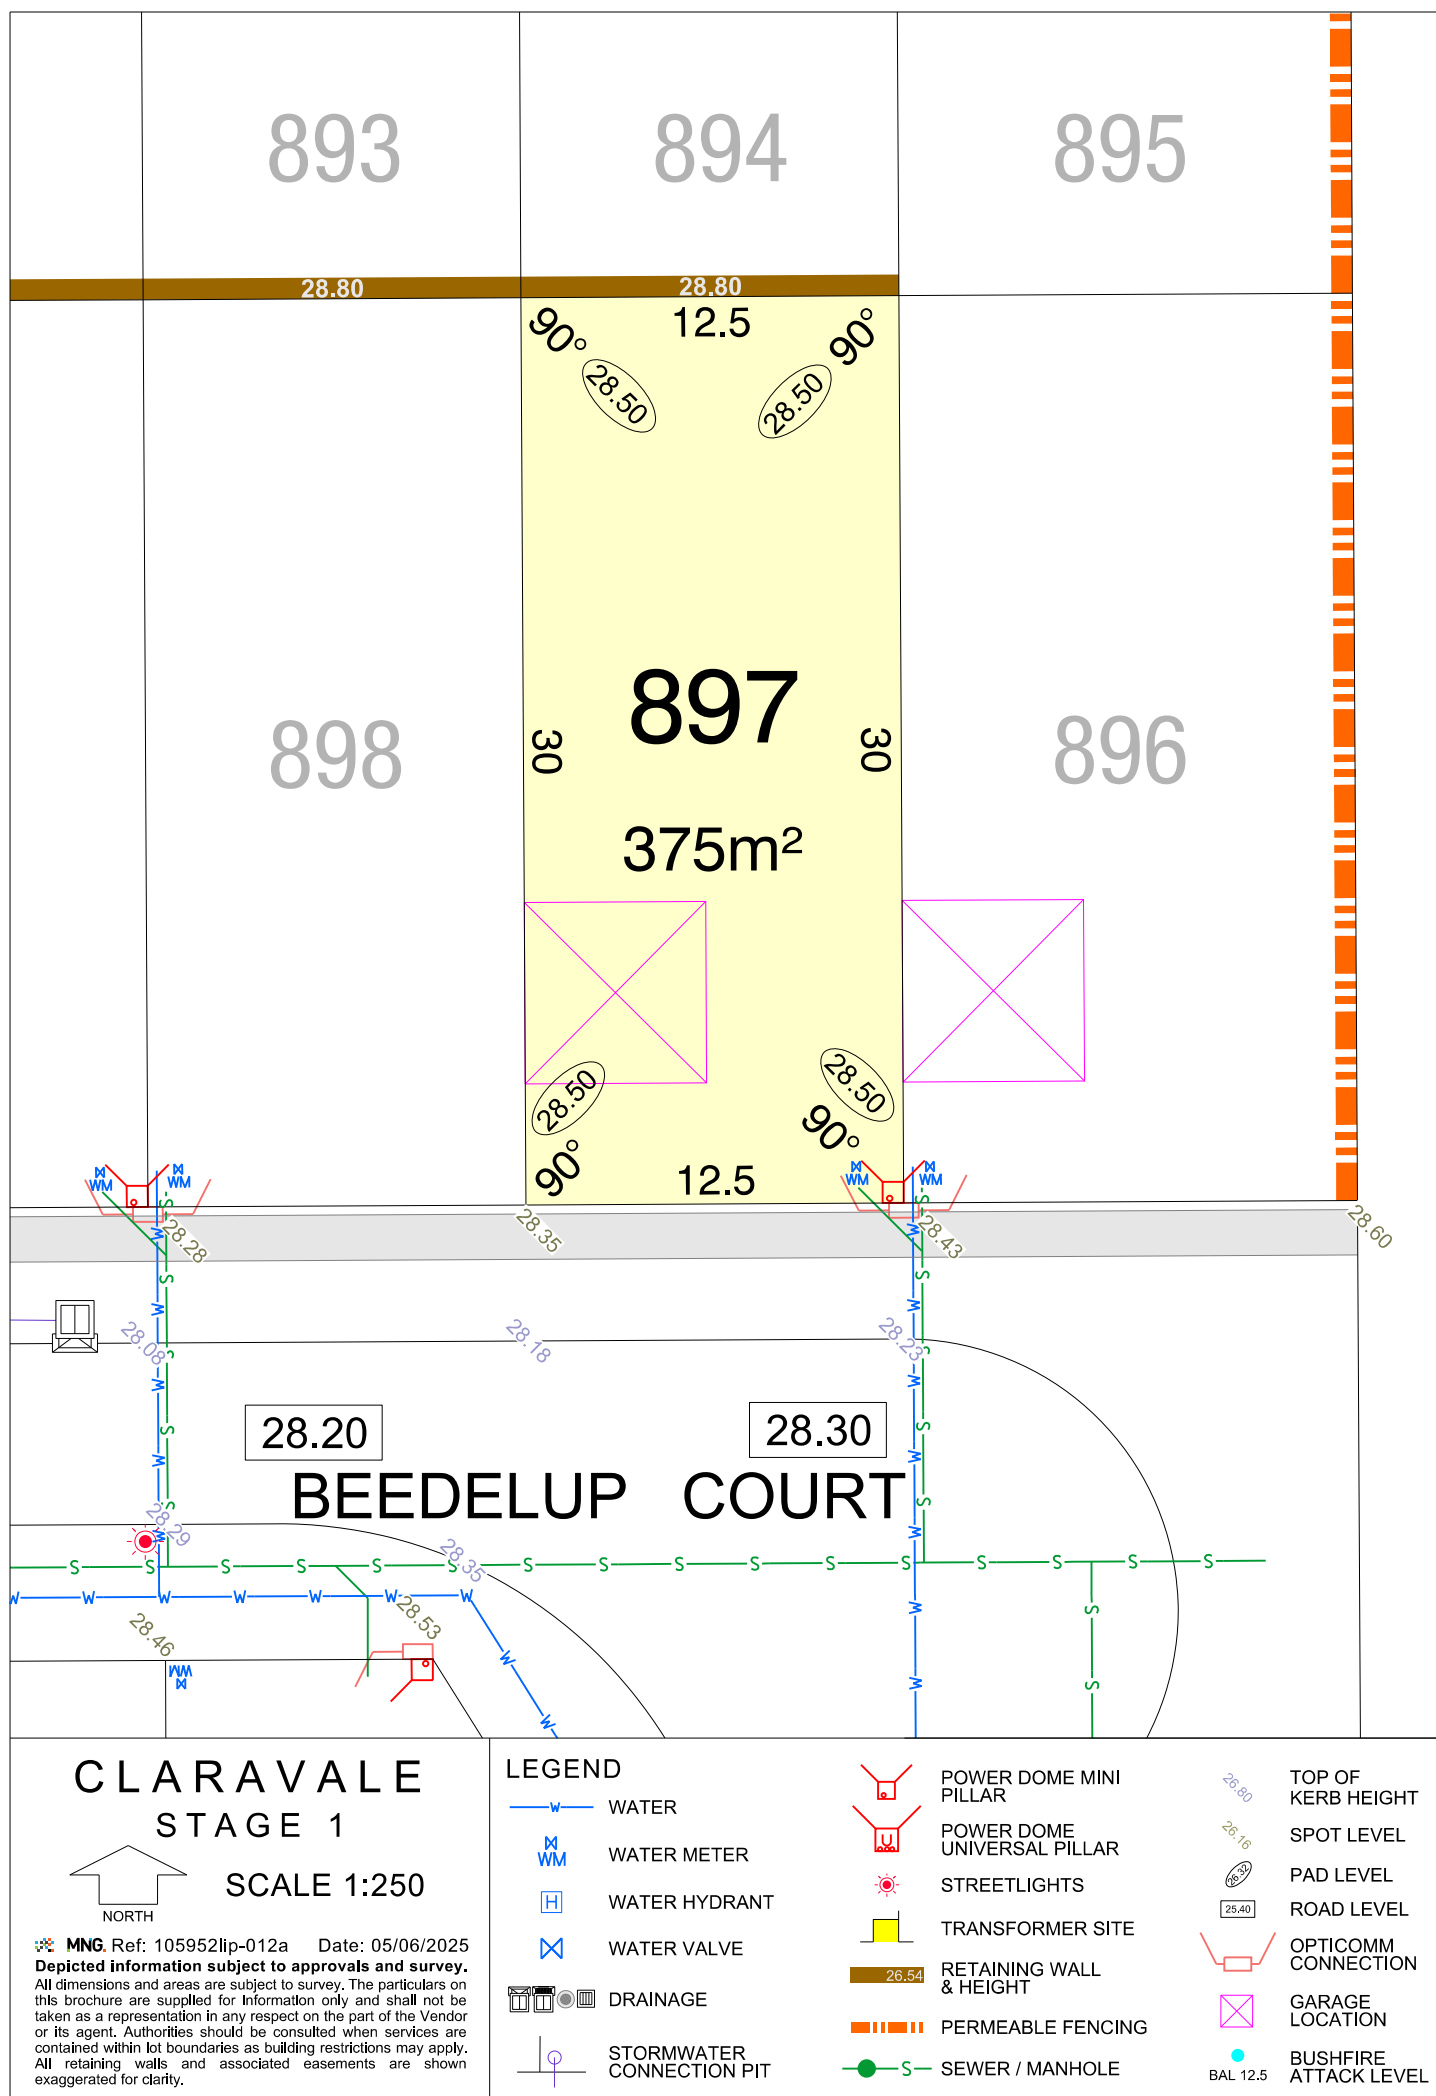 893
894
895
28.80
28.80
90°
12.5
90°
28.50
28.50
897
898
30
30
896
375m²
28.50
28.50
90°
90°
12.5
WM
WM
WM
WM
S
S
28.28
28.35
28.43
28.60
W
W
S
S
W
W
28.08
28.18
28.23
S
S
W
W
28.20
28.30
S
S
W
W
BEEDELUP COURT
S
S
28.29
W
W
28.35
S S S S S S S S S S S S S S S S
W W W W W W W
W
S
28.46
28.53
WM
W
W
S
W
CLARAVALE
STAGE 1
NORTH
SCALE 1:250
MNG Ref: 105952lip-012a Date: 05/06/2025
Depicted information subject to approvals and survey.
All dimensions and areas are subject to survey. The particulars on
this brochure are supplied for information only and shall not be
taken as a representation in any respect on the part of the Vendor
or its agent. Authorities should be consulted when services are
contained within lot boundaries as building restrictions may apply.
All retaining walls and associated easements are shown
exaggerated for clarity.
LEGEND
W WATER
WM WATER METER
H WATER HYDRANT
WATER VALVE
DRAINAGE
STORMWATER
CONNECTION PIT
POWER DOME MINI
PILLAR
U POWER DOME
UNIVERSAL PILLAR
STREETLIGHTS
TRANSFORMER SITE
26.54 RETAINING WALL
& HEIGHT
PERMEABLE FENCING
S SEWER / MANHOLE
26.80 TOP OF
KERB HEIGHT
26.16 SPOT LEVEL
26.32 PAD LEVEL
25.40 ROAD LEVEL
OPTICOMM
CONNECTION
GARAGE
LOCATION
BAL 12.5 BUSHFIRE
ATTACK LEVEL